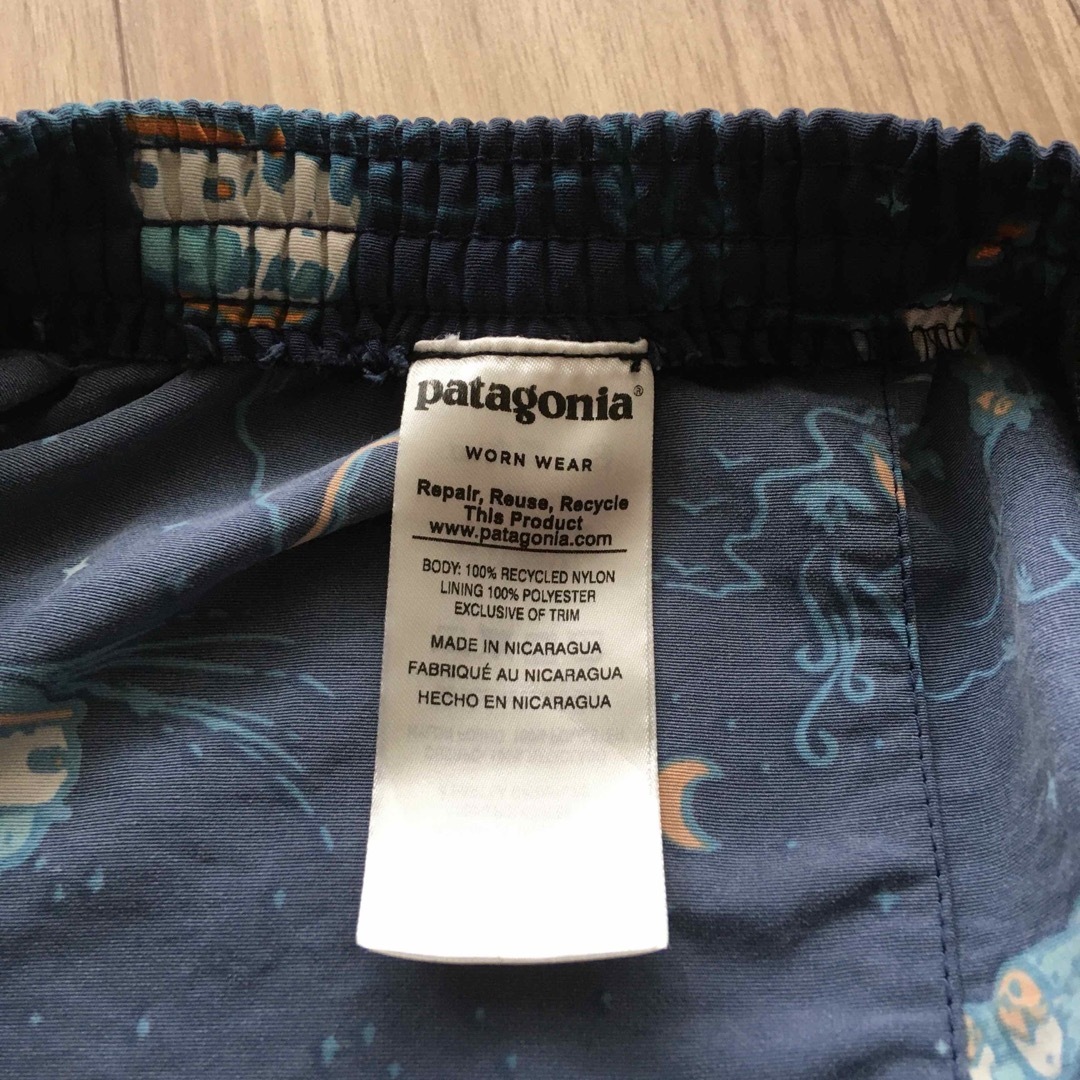 patagonia®
WORN WEAR
Repair, Reuse, Recycle
This Product
www.patagonia.com
BODY: 100% RECYCLED NYLON
LINING 100% POLYESTER
EXCLUSIVE OF TRIM
MADE IN NICARAGUA
FABRIQUÉ AU NICARAGUA
HECHO EN NICARAGUA